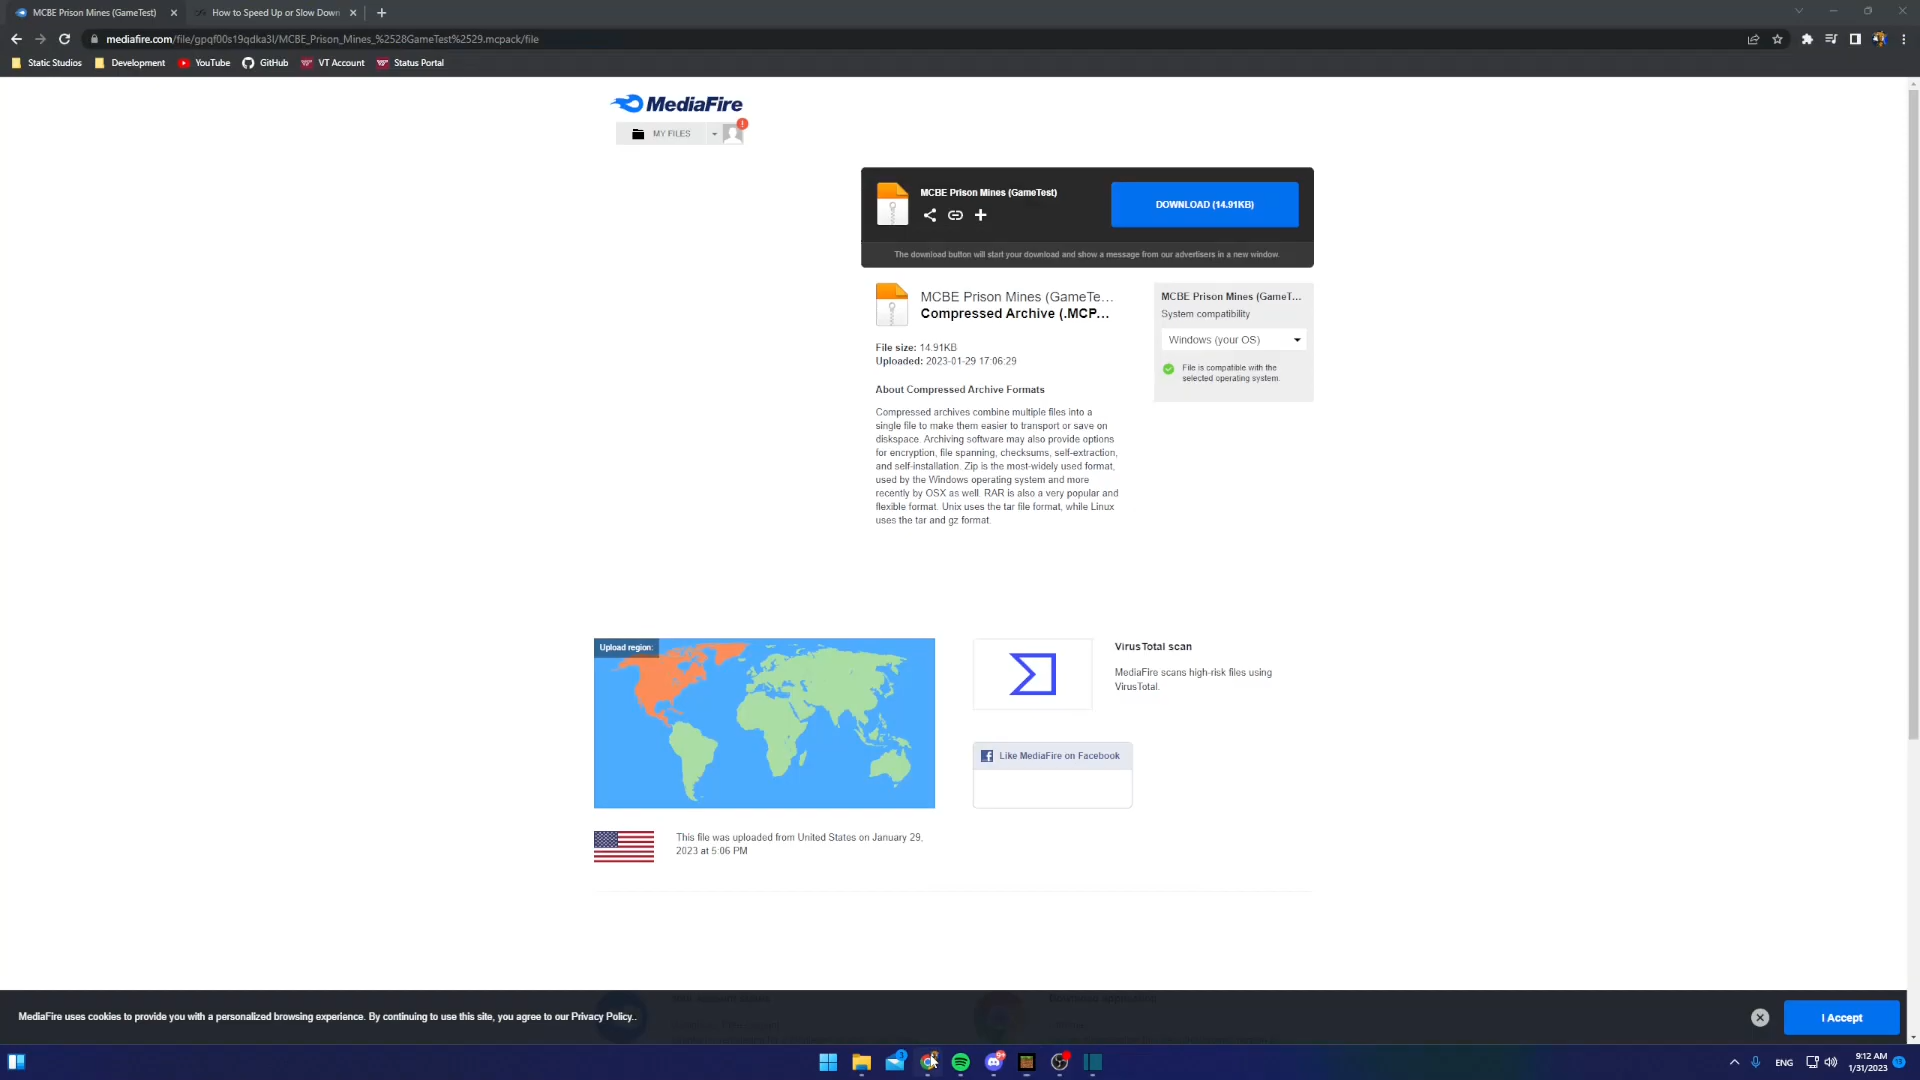 MCBE Prison Mines (GameTest)
How to Speed Up or Slow Down
mediafire.com/file/gpqf00s19qdka3l/MCBE_Prison_Mines_%2528GameTest%2529.mcpack/file
Static Studios
Development
YouTube
GitHub
VT Account
Status Portal
MediaFire
MY FILES
!
MCBE Prison Mines (GameTest)
DOWNLOAD (14.91KB)
The download button will start your download and show a message from our advertisers in a new window.
MCBE Prison Mines (GameTe...
Compressed Archive (.MCP...
File size: 14.91KB
Uploaded: 2023-01-29 17:06:29
About Compressed Archive Formats
Compressed archives combine multiple files into a
single file to make them easier to transport or save on
diskspace. Archiving software may also provide options
for encryption, file spanning, checksums, self-extraction,
and self-installation. Zip is the most-widely used format,
used by the Windows operating system and more
recently by OSX as well. RAR is also a very popular and
flexible format. Unix uses the tar file format, while Linux
uses the tar and gz format.
MCBE Prison Mines (GameT...
System compatibility
Windows (your OS)
File is compatible with the
selected operating system.
Upload region:
VirusTotal scan
MediaFire scans high-risk files using
VirusTotal.
Like MediaFire on Facebook
This file was uploaded from United States on January 29,
2023 at 5:06 PM
MediaFire uses cookies to provide you with a personalized browsing experience. By continuing to use this site, you agree to our Privacy Policy..
I Accept
ENG
9:12 AM
1/31/2023